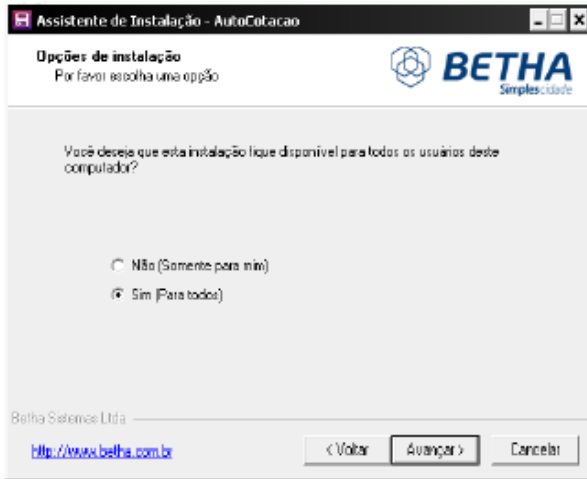 Assistente de Instalação - AutoCotacao
Opções de instalação
Por favor escolha uma opção
BETHA
Simplescidade
Você deseja que esta instalação fique disponível para todos os usuários deste
computador?
Não (Somente para mim)
Sim (Para todos)
Betha Sistemas Ltda
http://www.betha.com.br
< Voltar
Avançar >
Cancelar